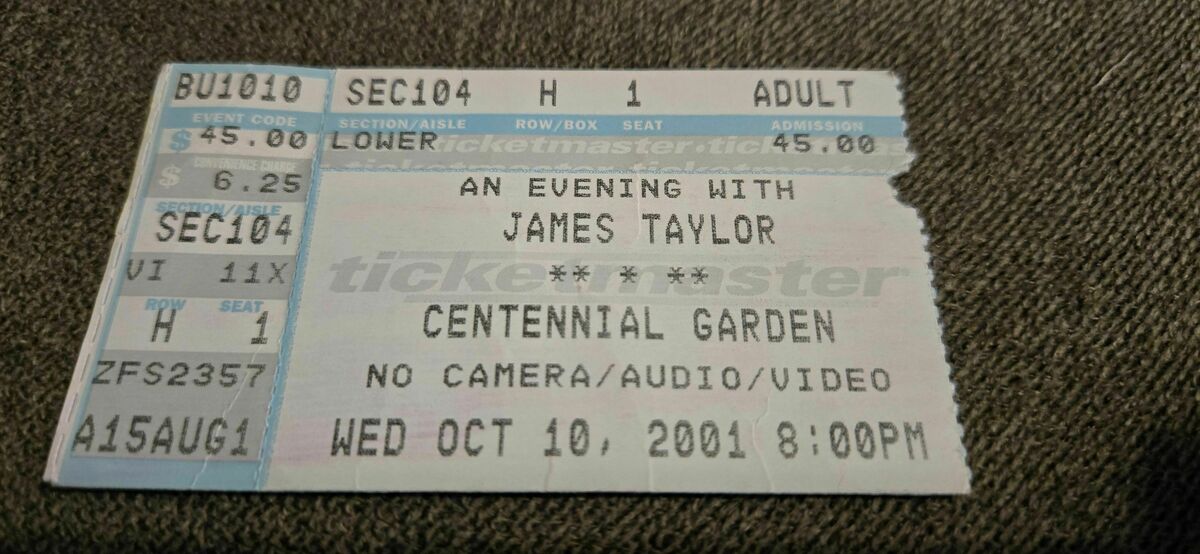 BU1010
EVENT CODE
$ 45.00
CONVENIENCE CHARGE
$ 6.25
SECTION/AISLE
SEC104
VI 11X
ROW SEAT
H 1
ZFS2357
A15AUG1
SEC104 H 1 ADULT
SECTION/AISLE ROW/BOX SEAT ADMISSION
LOWER 45.00
ticketmaster
AN EVENING WITH
JAMES TAYLOR
** * **
ticketmaster
CENTENNIAL GARDEN
NO CAMERA/AUDIO/VIDEO
WED OCT 10, 2001 8:00PM